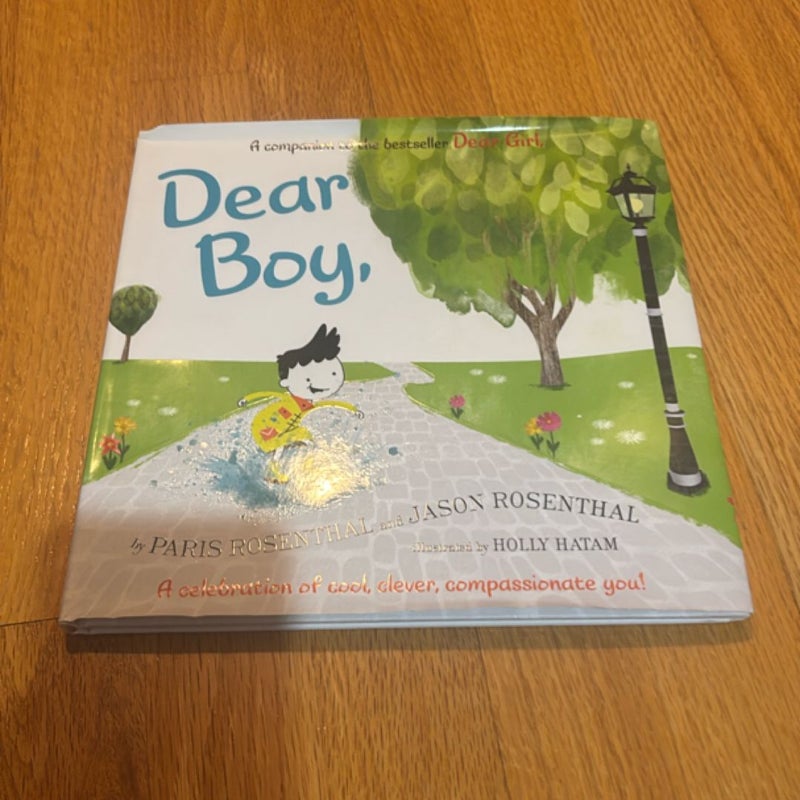 A companion to the bestseller Dear Girl,
Dear
Boy,
by PARIS ROSENTHAL and JASON ROSENTHAL
illustrated by HOLLY HATAM
A celebration of cool, clever, compassionate you!